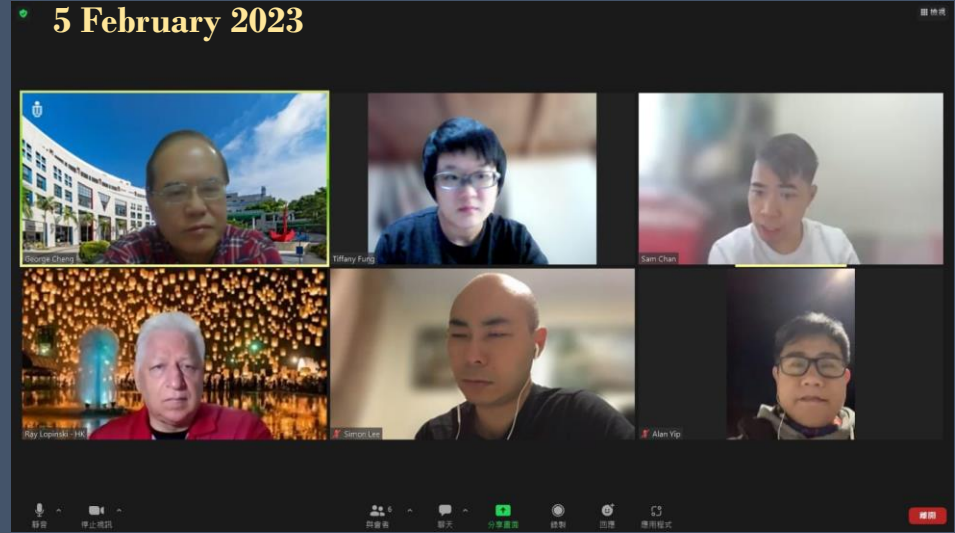 5 February 2023
檢視
George Cheng
Tiffany Fung
Sam Chan
Ray Lopinski - HK
Simon Lee
Alan Yip
靜音
停止視訊
6
與會者
聊天
分享畫面
錄製
回應
應用程式
離開